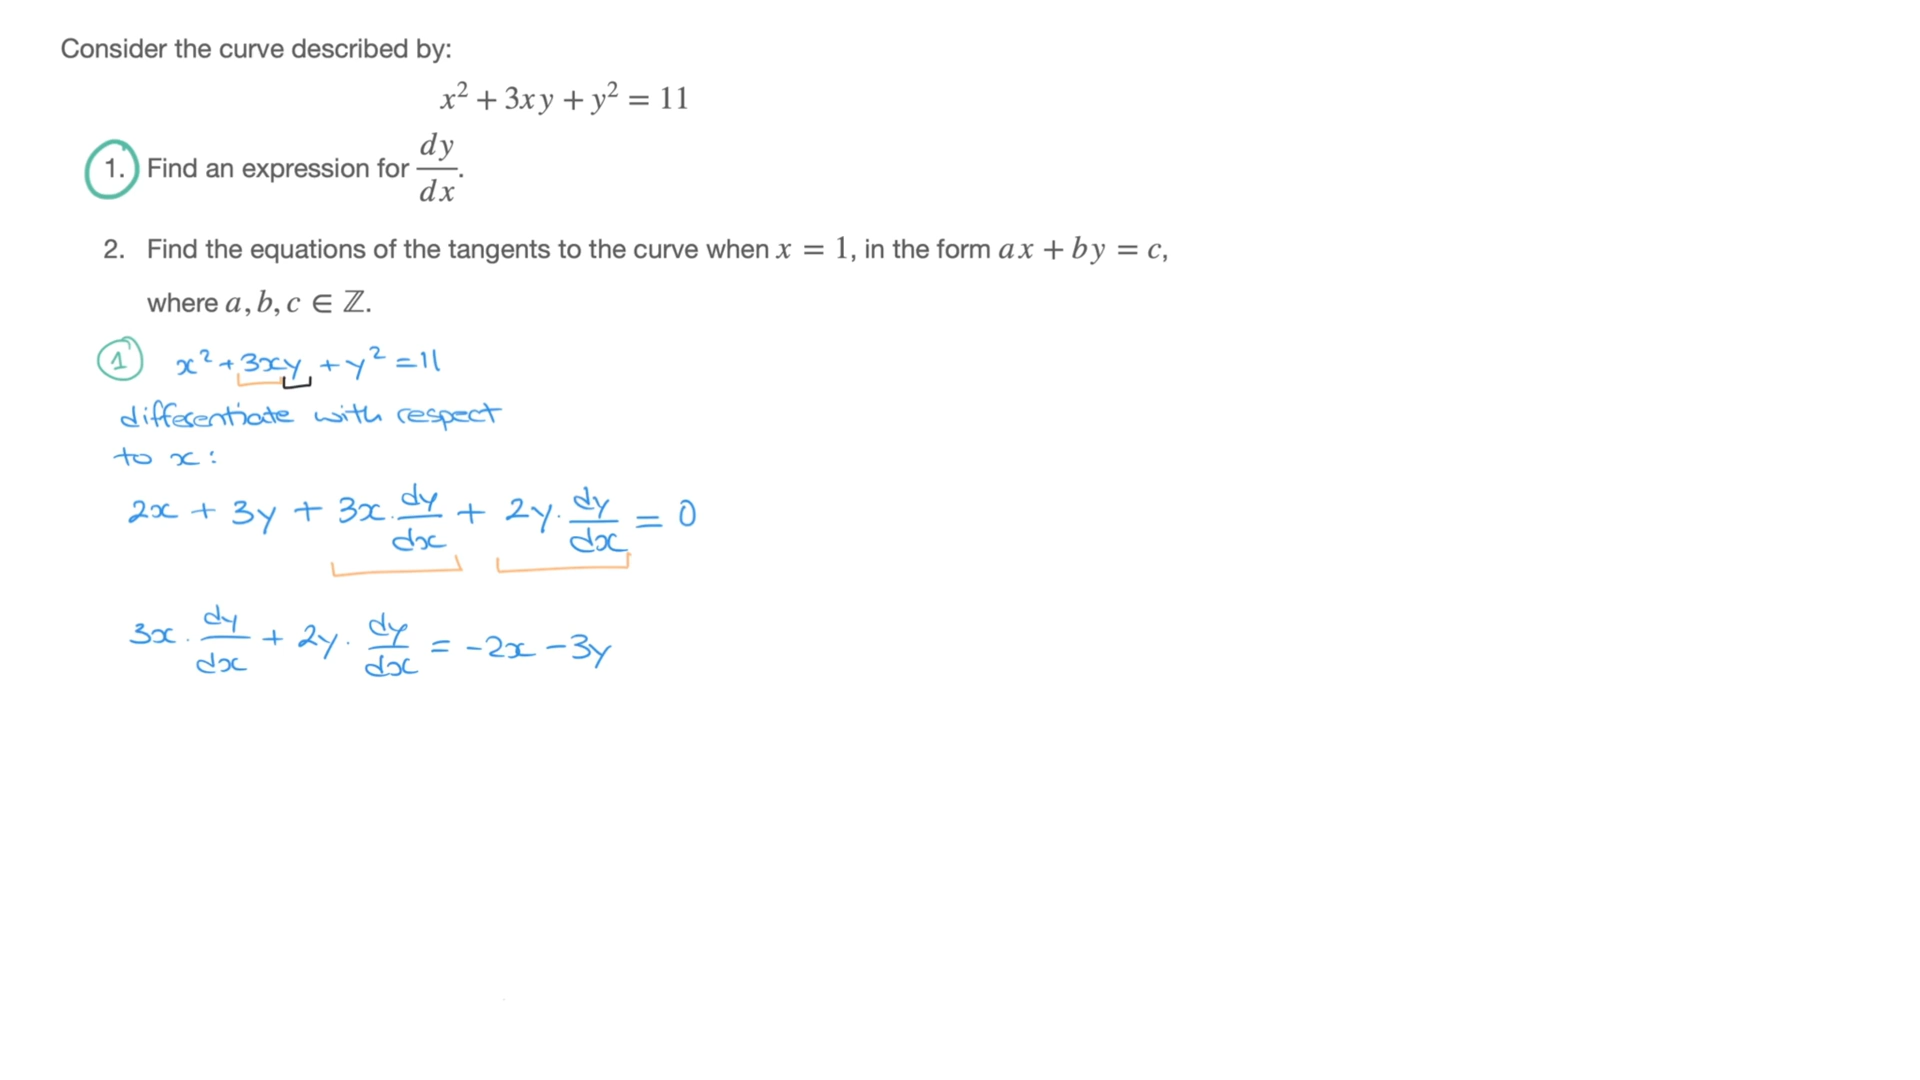 Consider the curve described by:
x² + 3xy + y² = 11
1. Find an expression for dy/dx.
2. Find the equations of the tangents to the curve when x = 1, in the form ax + by = c,
where a, b, c ∈ ℤ.
1 x² + 3xy + y² = 11
differentiate with respect
to x:
2x + 3y + 3x · dy/dx + 2y · dy/dx = 0
3x · dy/dx + 2y · dy/dx = -2x - 3y